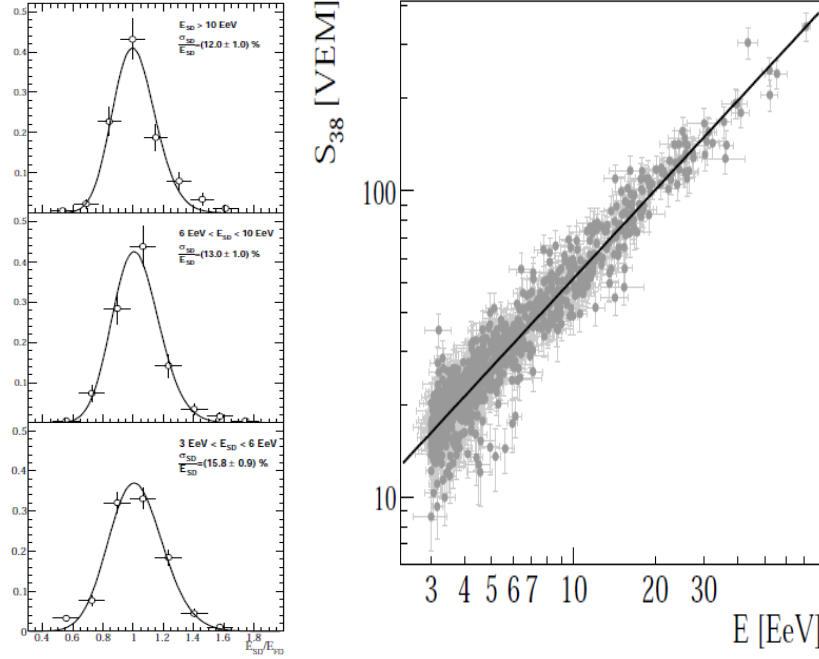 0.5
0.4
0.3
0.2
0.1
E_SD > 10 EeV
σ_SD/E_SD =(12.0 ± 1.0) %
0.5
0.4
0.3
0.2
0.1
6 EeV < E_SD < 10 EeV
σ_SD/E_SD =(13.0 ± 1.0) %
0.5
0.4
0.3
0.2
0.1
0
3 EeV < E_SD < 6 EeV
σ_SD/E_SD =(15.8 ± 0.9) %
0.4 0.6 0.8 1.0 1.2 1.4 1.6 1.8
E_SD/E_FD
S_38 [VEM]
100
10
3 4 5 6 7 10 20 30
E [EeV]